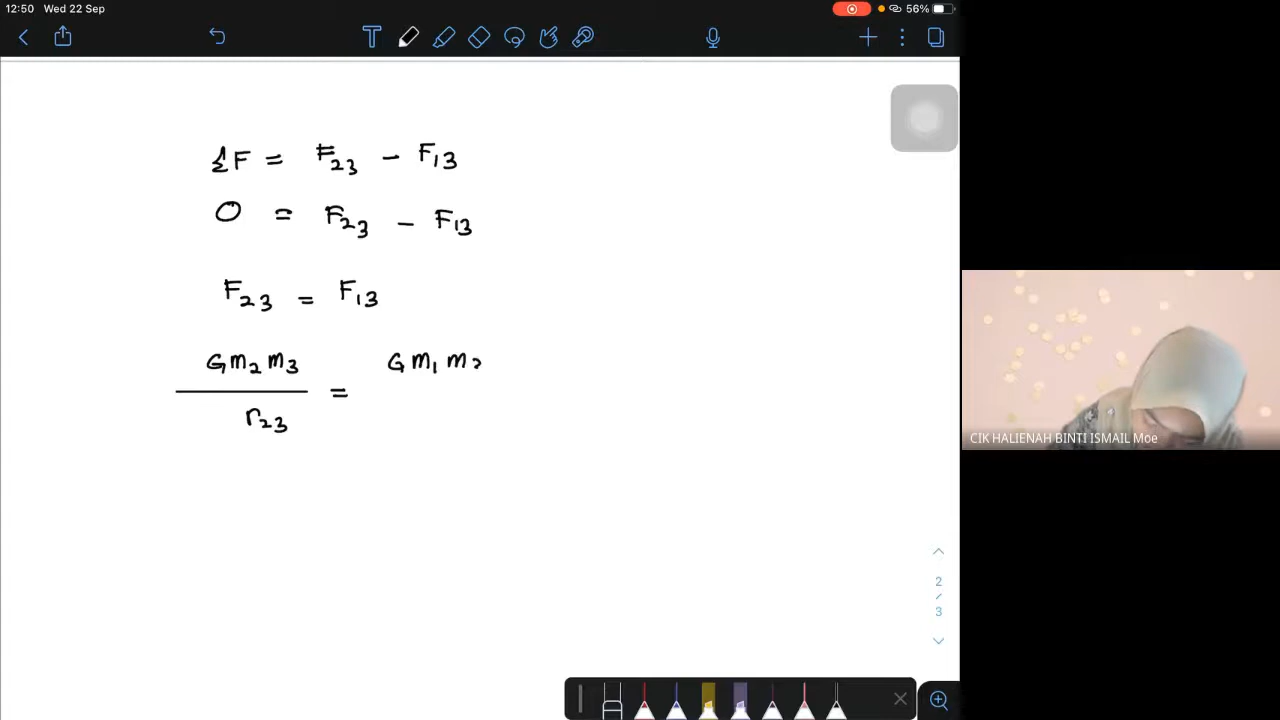 12:50 Wed 22 Sep
56%
T
ΣF = F₂₃ - F₁₃
0 = F₂₃ - F₁₃
F₂₃ = F₁₃
Gm₂m₃ = Gm₁m
r₂₃
CIK HALIENAH BINTI ISMAIL Moe
2
/
3